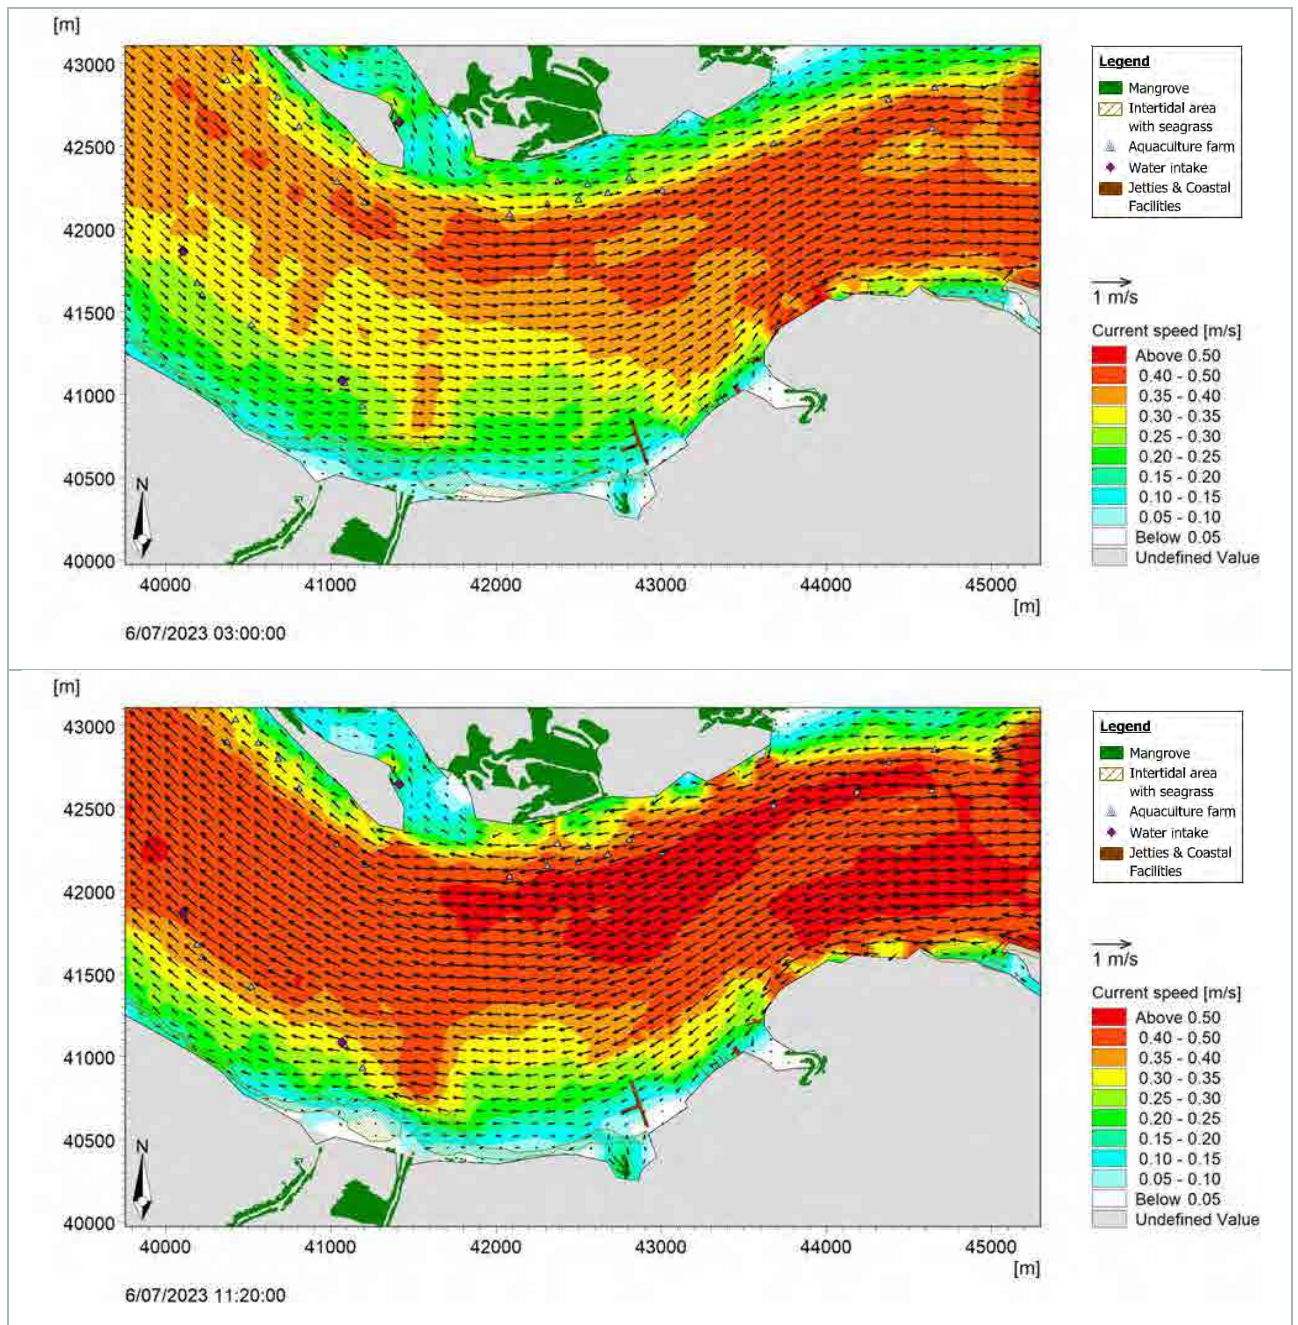 [m]
43000
42500
42000
41500
41000
40500
40000
N
40000 41000 42000 43000 44000 45000
[m]
6/07/2023 03:00:00
Legend
Mangrove
Intertidal area
with seagrass
Aquaculture farm
Water intake
Jetties & Coastal
Facilities
1 m/s
Current speed [m/s]
Above 0.50
0.40 - 0.50
0.35 - 0.40
0.30 - 0.35
0.25 - 0.30
0.20 - 0.25
0.15 - 0.20
0.10 - 0.15
0.05 - 0.10
Below 0.05
Undefined Value
[m]
43000
42500
42000
41500
41000
40500
40000
N
40000 41000 42000 43000 44000 45000
[m]
6/07/2023 11:20:00
Legend
Mangrove
Intertidal area
with seagrass
Aquaculture farm
Water intake
Jetties & Coastal
Facilities
1 m/s
Current speed [m/s]
Above 0.50
0.40 - 0.50
0.35 - 0.40
0.30 - 0.35
0.25 - 0.30
0.20 - 0.25
0.15 - 0.20
0.10 - 0.15
0.05 - 0.10
Below 0.05
Undefined Value